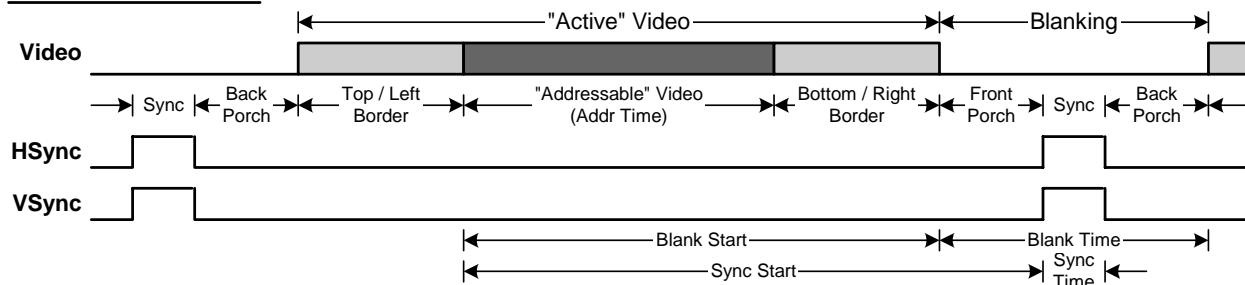 "Active" Video
Blanking
Video
Sync
Back Porch
Top / Left Border
"Addressable" Video (Addr Time)
Bottom / Right Border
Front Porch
Sync
Back Porch
HSync
VSync
Blank Start
Blank Time
Sync Start
Sync Time